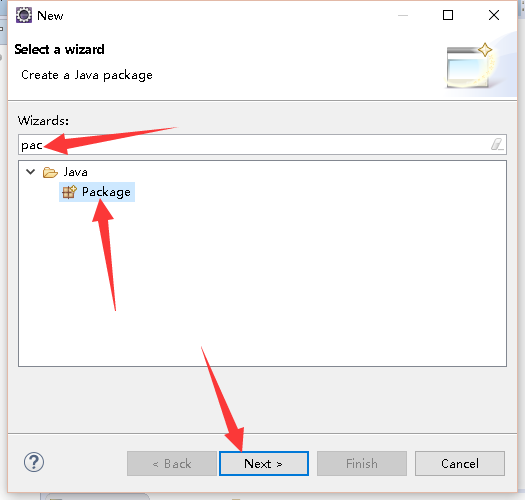 New
Select a wizard
Create a Java package
Wizards:
pac
Java
Package
?
< Back
Next >
Finish
Cancel